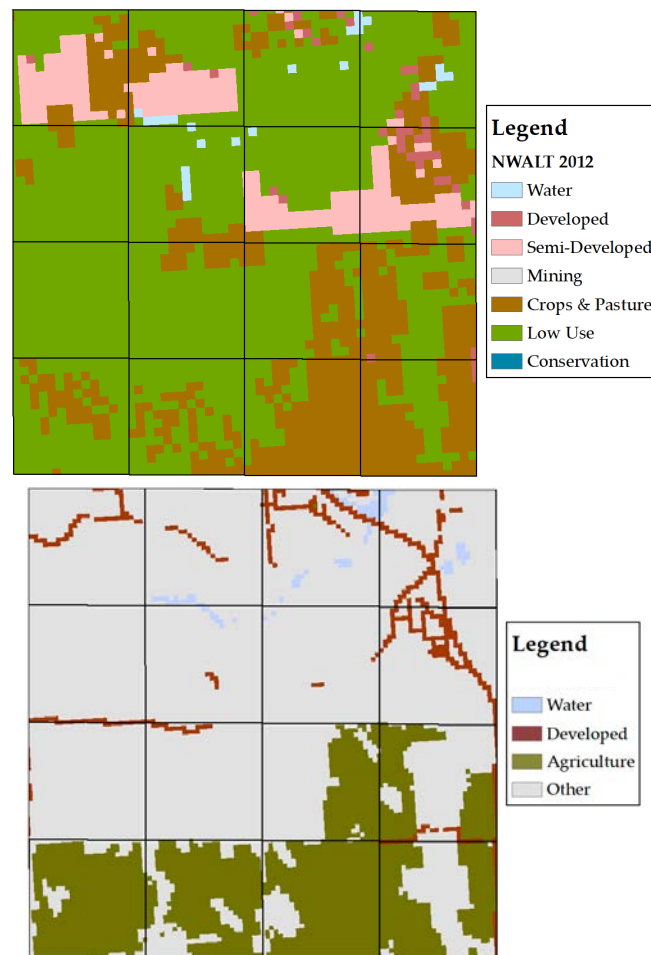 Legend
NWALT 2012
Water
Developed
Semi-Developed
Mining
Crops & Pasture
Low Use
Conservation
Legend
Water
Developed
Agriculture
Other